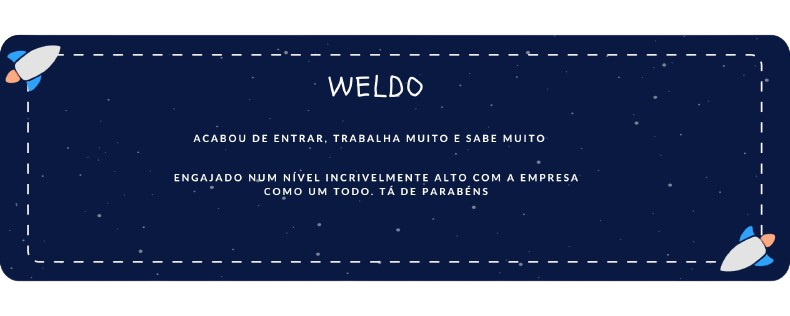 WELDO
ACABOU DE ENTRAR, TRABALHA MUITO E SABE MUITO
ENGAJADO NUM NÍVEL INCRIVELMENTE ALTO COM A EMPRESA
COMO UM TODO. TÁ DE PARABÉNS